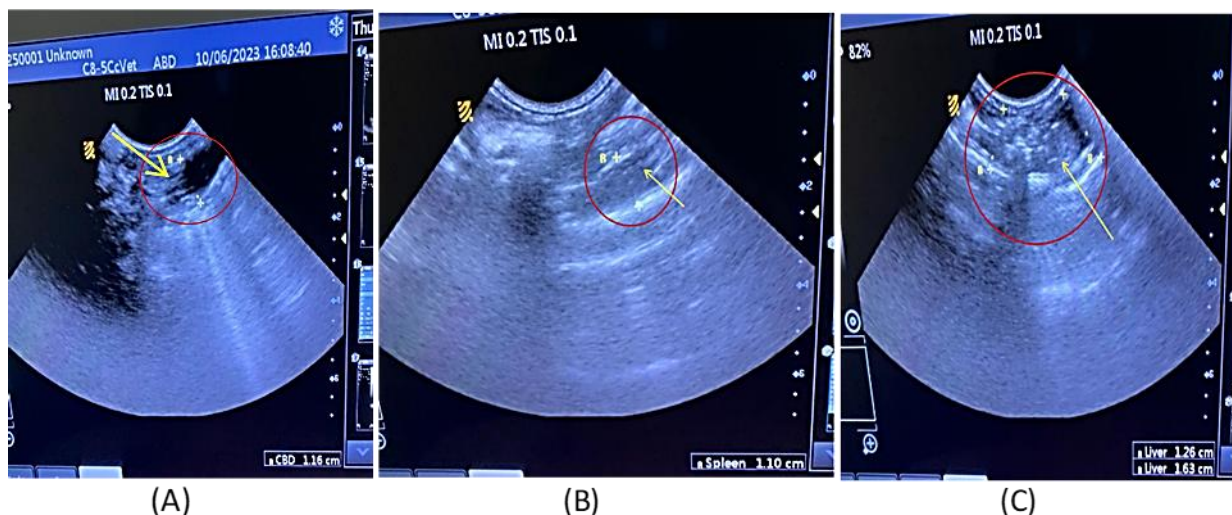 250001 Unknown
C8-5CcVet ABD 10/06/2023 16:08:40
Thu
MI 0.2 TIS 0.1
B
CBD 1.16 cm
(A)
MI 0.2 TIS 0.1
B
Spleen 1.10 cm
(B)
82%
MI 0.2 TIS 0.1
B
B
Liver 1.26 cm
Liver 1.63 cm
(C)